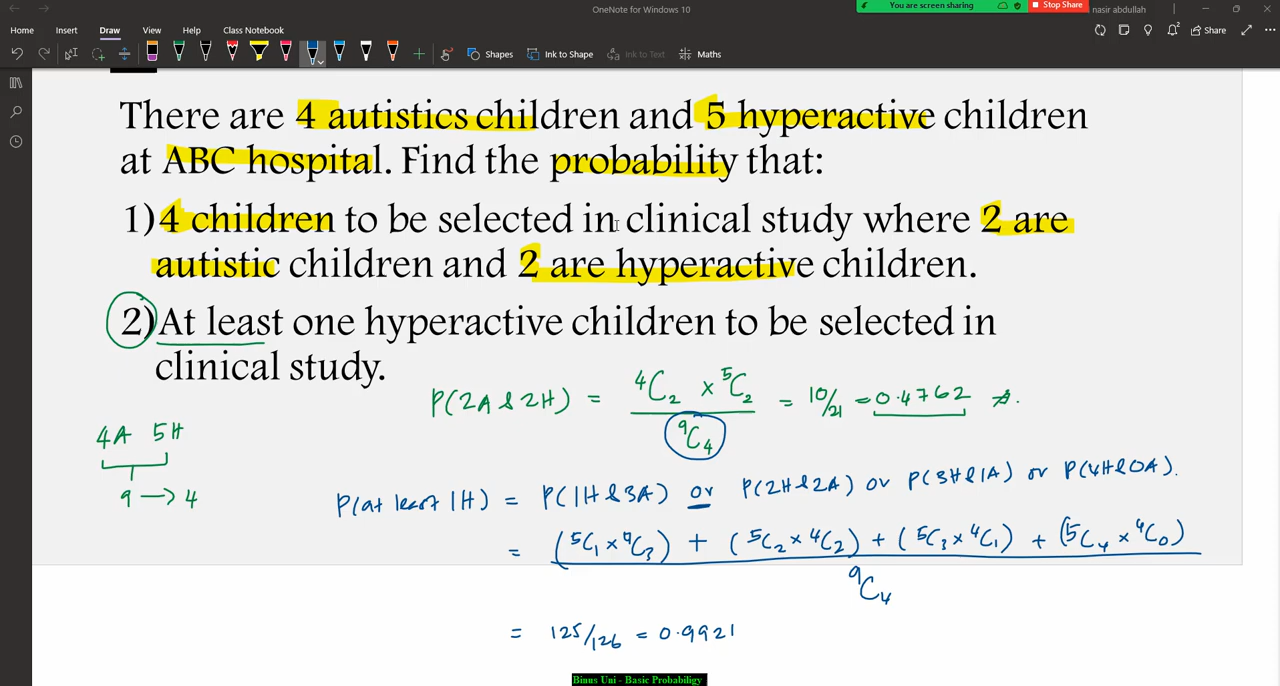 OneNote for Windows 10
You are screen sharing
Stop Share
nasir abdullah
Home Insert Draw View Help Class Notebook
Share
Shapes Ink to Shape Ink to Text Maths
There are 4 autistics children and 5 hyperactive children
at ABC hospital. Find the probability that:
1) 4 children to be selected in clinical study where 2 are
autistic children and 2 are hyperactive children.
2) At least one hyperactive children to be selected in
clinical study.
P(2A & 2H) = (⁴C₂ × ⁵C₂) / ⁹C₄ = 10/21 = 0.4762
4A 5H
9 → 4
P(at least 1H) = P(1H & 3A) or P(2H & 2A) or P(3H & 1A) or P(4H & 0A).
= (⁵C₁ × ⁴C₃) + (⁵C₂ × ⁴C₂) + (⁵C₃ × ⁴C₁) + (⁵C₄ × ⁴C₀)
⁹C₄
= 125/126 = 0.9921
Binus Uni - Basic Probabiligy